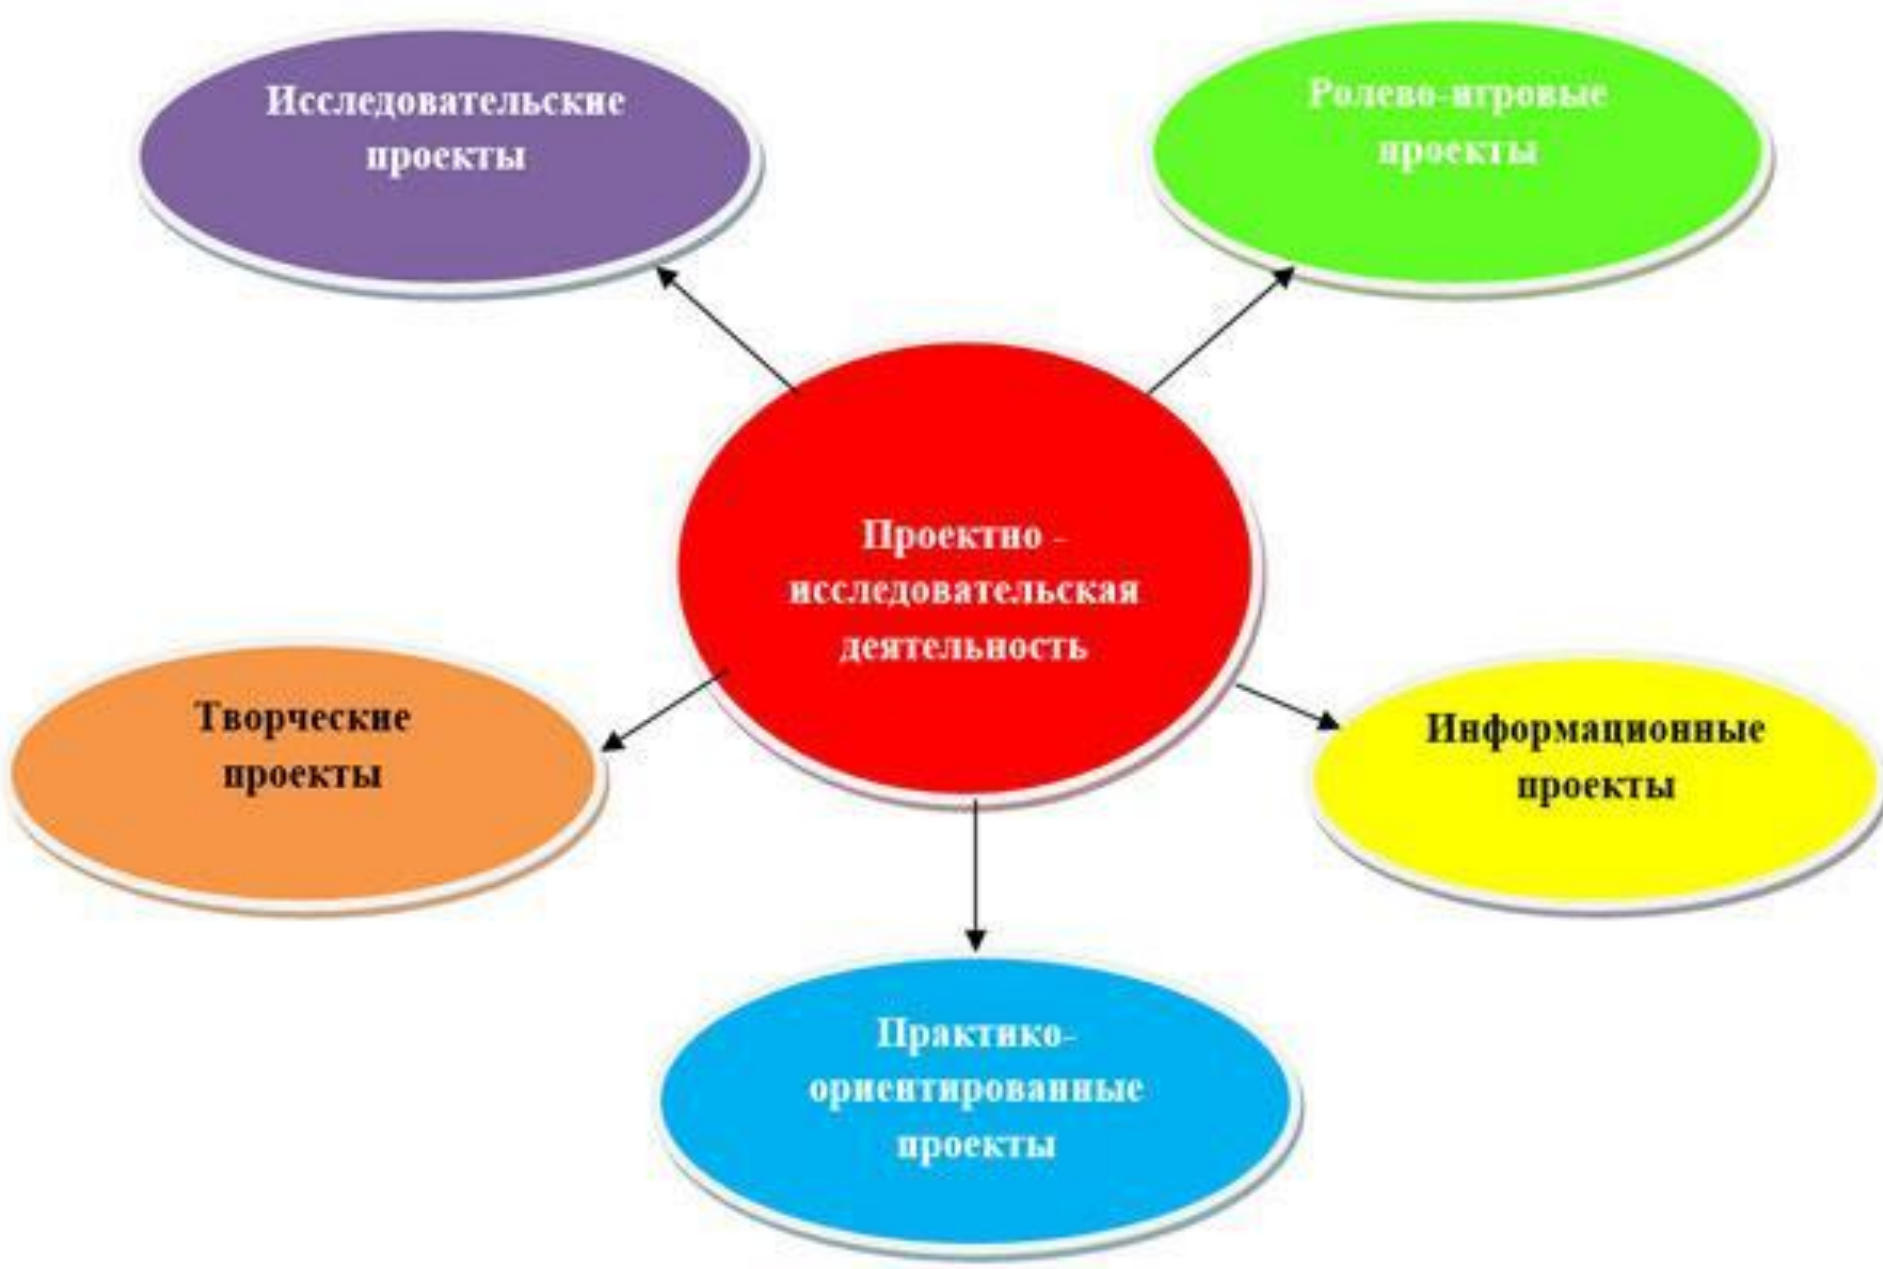 Исследовательские
проекты
Ролево-игровые
проекты
Проектно -
исследовательская
деятельность
Творческие
проекты
Информационные
проекты
Практико-
ориентированные
проекты